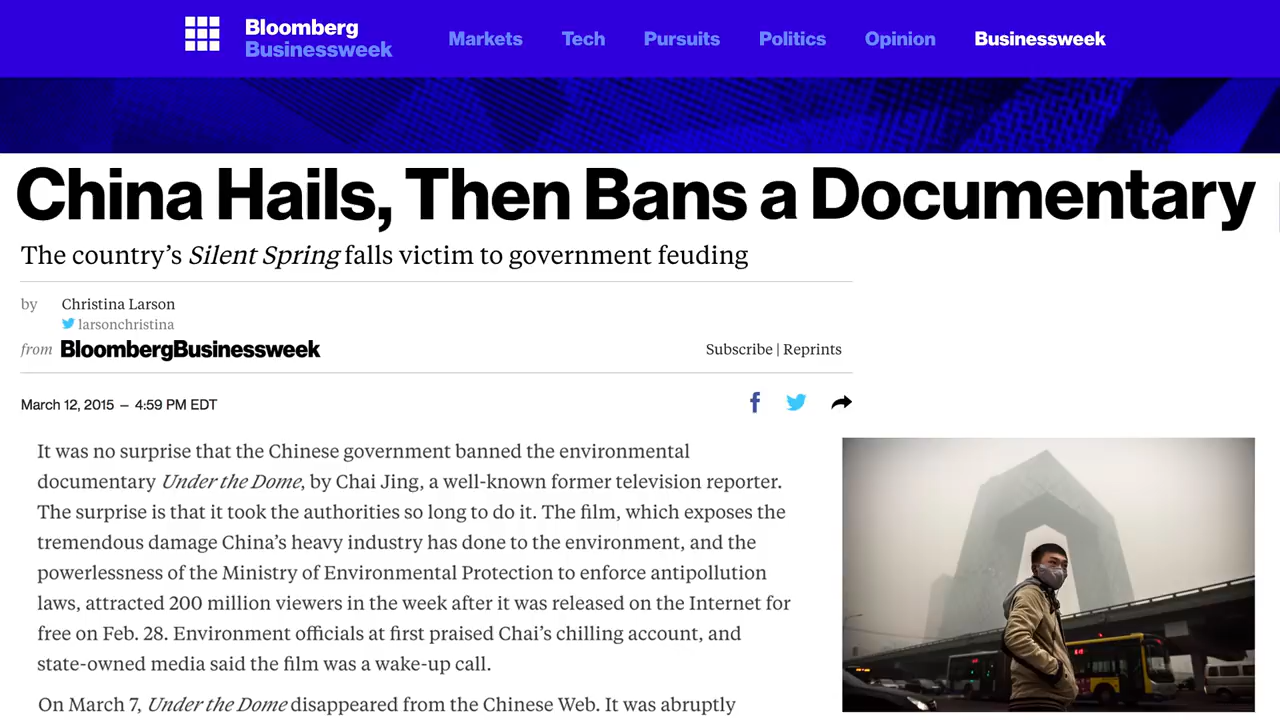 Bloomberg
Businessweek
Markets Tech Pursuits Politics Opinion Businessweek
China Hails, Then Bans a Documentary
The country’s Silent Spring falls victim to government feuding
by Christina Larson
larsonchristina
from BloombergBusinessweek
Subscribe | Reprints
March 12, 2015 – 4:59 PM EDT
It was no surprise that the Chinese government banned the environmental
documentary Under the Dome, by Chai Jing, a well-known former television reporter.
The surprise is that it took the authorities so long to do it. The film, which exposes the
tremendous damage China’s heavy industry has done to the environment, and the
powerlessness of the Ministry of Environmental Protection to enforce antipollution
laws, attracted 200 million viewers in the week after it was released on the Internet for
free on Feb. 28. Environment officials at first praised Chai’s chilling account, and
state-owned media said the film was a wake-up call.
On March 7, Under the Dome disappeared from the Chinese Web. It was abruptly